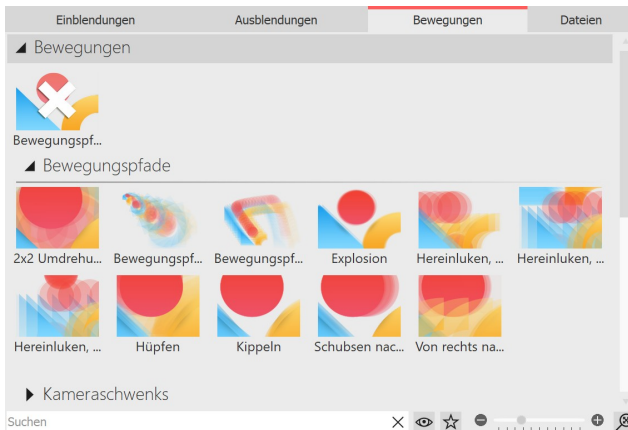 Einblendungen Ausblendungen Bewegungen Dateien
Bewegungen
Bewegungspf...
Bewegungspfade
2x2 Umdrehu... Bewegungspf... Bewegungspf... Explosion Hereinluken, ... Hereinluken, ...
Hereinluken, ... Hüpfen Kippeln Schubsen nac... Von rechts na...
Kameraschwenks
Suchen